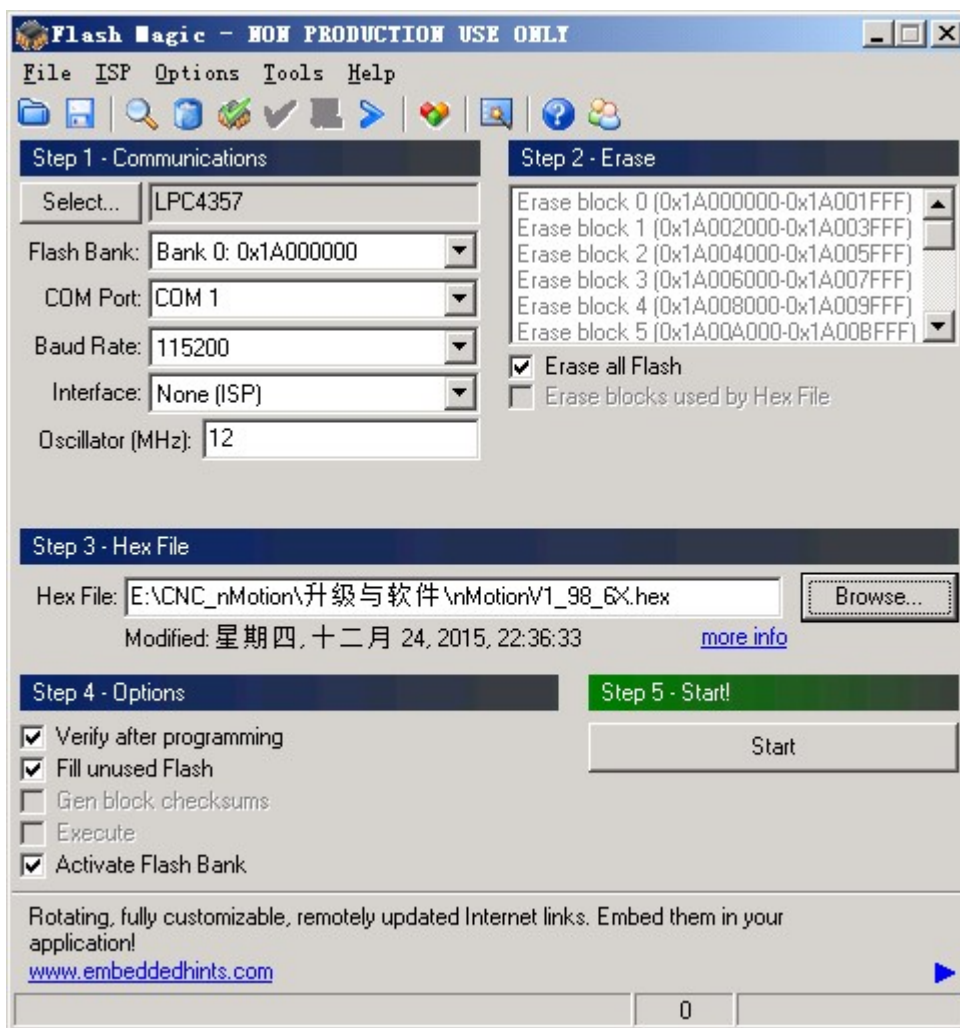 Flash Magic - NON PRODUCTION USE ONLY
File ISP Options Tools Help
Step 1 - Communications
Select... LPC4357
Flash Bank: Bank 0: 0x1A000000
COM Port: COM 1
Baud Rate: 115200
Interface: None (ISP)
Oscillator (MHz): 12
Step 2 - Erase
Erase block 0 (0x1A000000-0x1A001FFF)
Erase block 1 (0x1A002000-0x1A003FFF)
Erase block 2 (0x1A004000-0x1A005FFF)
Erase block 3 (0x1A006000-0x1A007FFF)
Erase block 4 (0x1A008000-0x1A009FFF)
Erase block 5 (0x1A00A000-0x1A00BFFF)
Erase all Flash
Erase blocks used by Hex File
Step 3 - Hex File
Hex File: E:\CNC_nMotion\升级与软件\nMotionV1_98_6X.hex Browse...
Modified: 星期四, 十二月 24, 2015, 22:36:33 more info
Step 4 - Options
Verify after programming
Fill unused Flash
Gen block checksums
Execute
Activate Flash Bank
Step 5 - Start!
Start
Rotating, fully customizable, remotely updated Internet links. Embed them in your
application!
www.embeddedhints.com
0